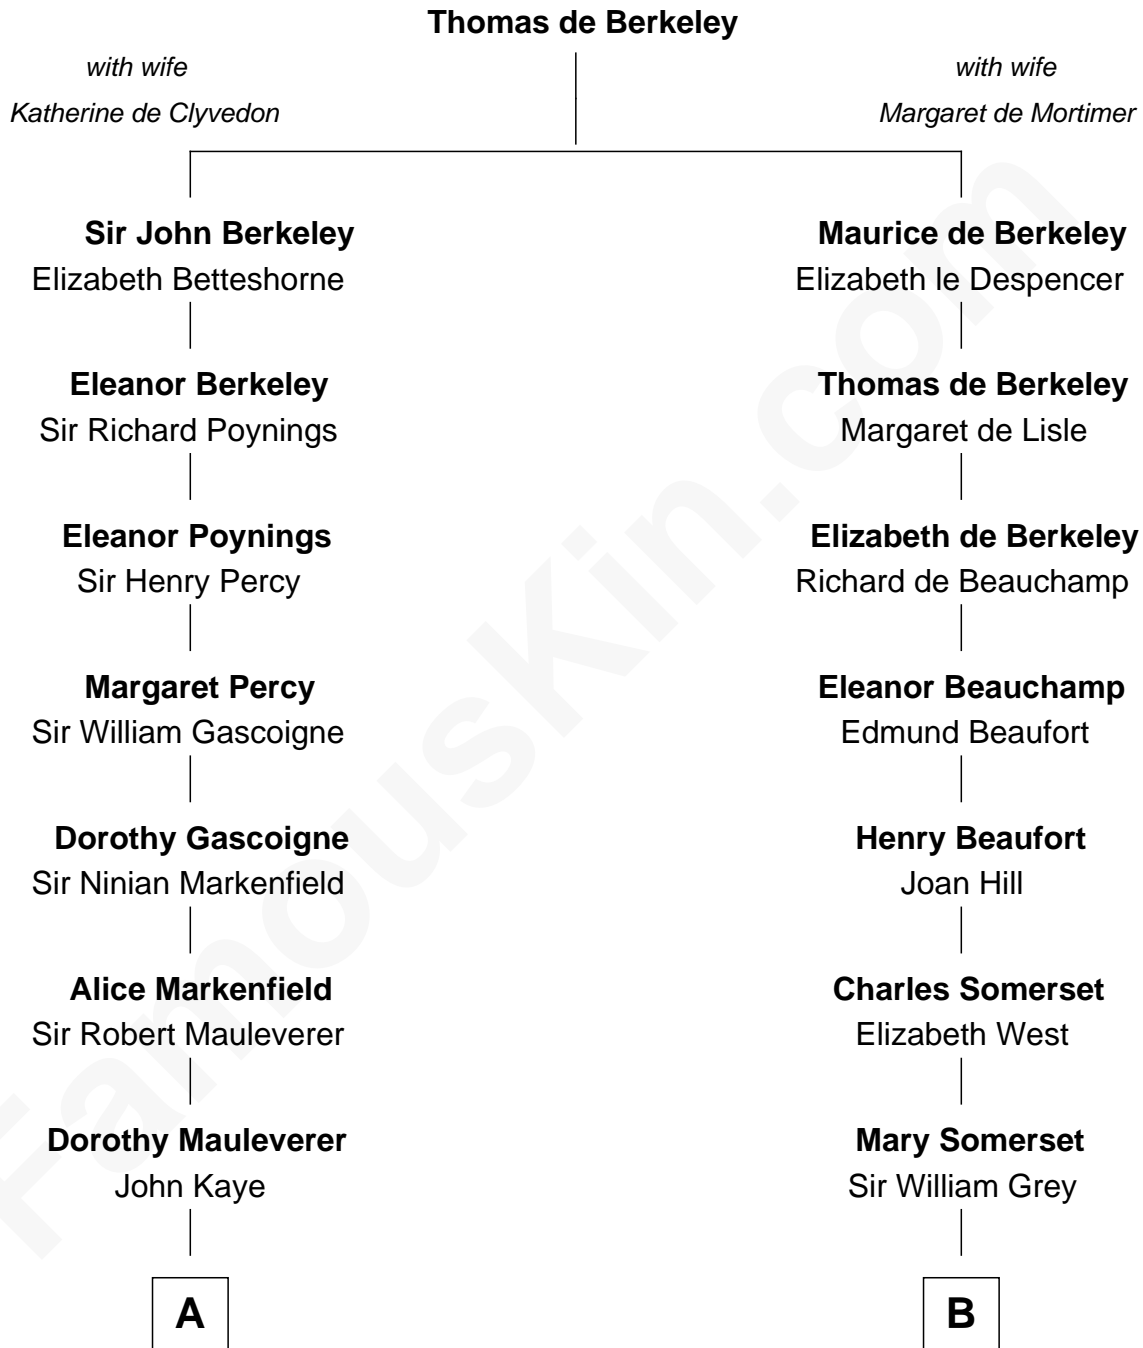 Thomas de Berkeley
with wife
Katherine de Clyvedon
with wife
Margaret de Mortimer
Sir John Berkeley
Elizabeth Betteshorne
Eleanor Berkeley
Sir Richard Poynings
Eleanor Poynings
Sir Henry Percy
Margaret Percy
Sir William Gascoigne
Dorothy Gascoigne
Sir Ninian Markenfield
Alice Markenfield
Sir Robert Mauleverer
Dorothy Mauleverer
John Kaye
A
Maurice de Berkeley
Elizabeth le Despencer
Thomas de Berkeley
Margaret de Lisle
Elizabeth de Berkeley
Richard de Beauchamp
Eleanor Beauchamp
Edmund Beaufort
Henry Beaufort
Joan Hill
Charles Somerset
Elizabeth West
Mary Somerset
Sir William Grey
B
FamousKin.com